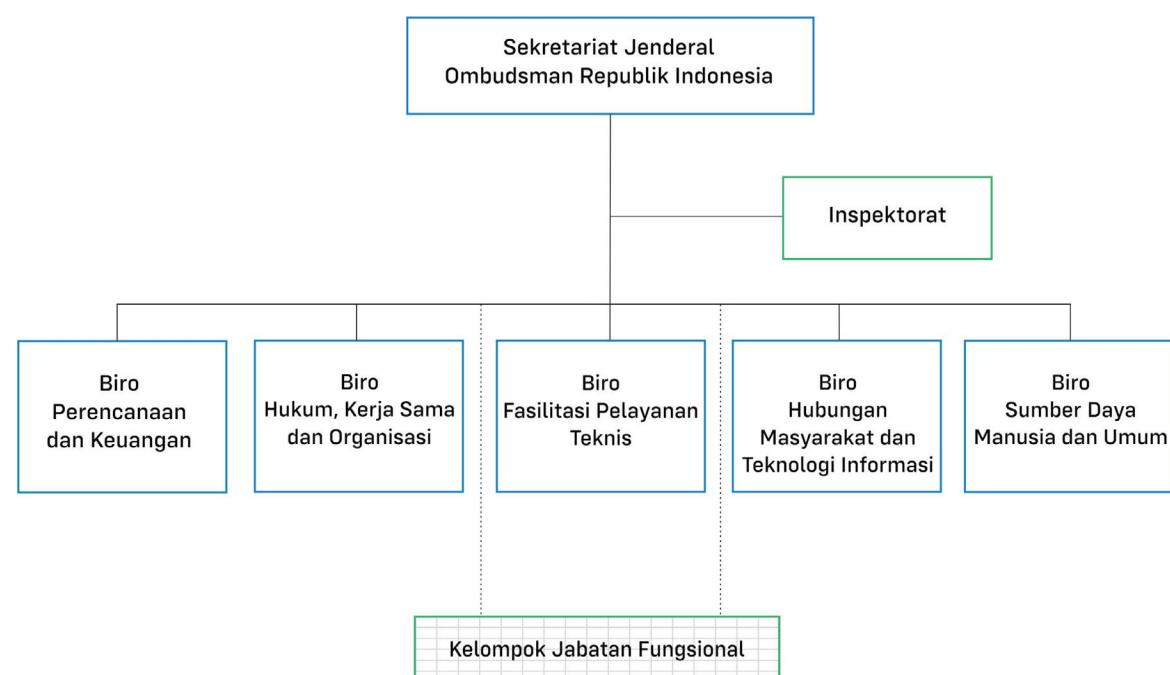 Sekretariat Jenderal
Ombudsman Republik Indonesia
Inspektorat
Biro
Perencanaan
dan Keuangan
Biro
Hukum, Kerja Sama
dan Organisasi
Biro
Fasilitasi Pelayanan
Teknis
Biro
Hubungan
Masyarakat dan
Teknologi Informasi
Biro
Sumber Daya
Manusia dan Umum
Kelompok Jabatan Fungsional